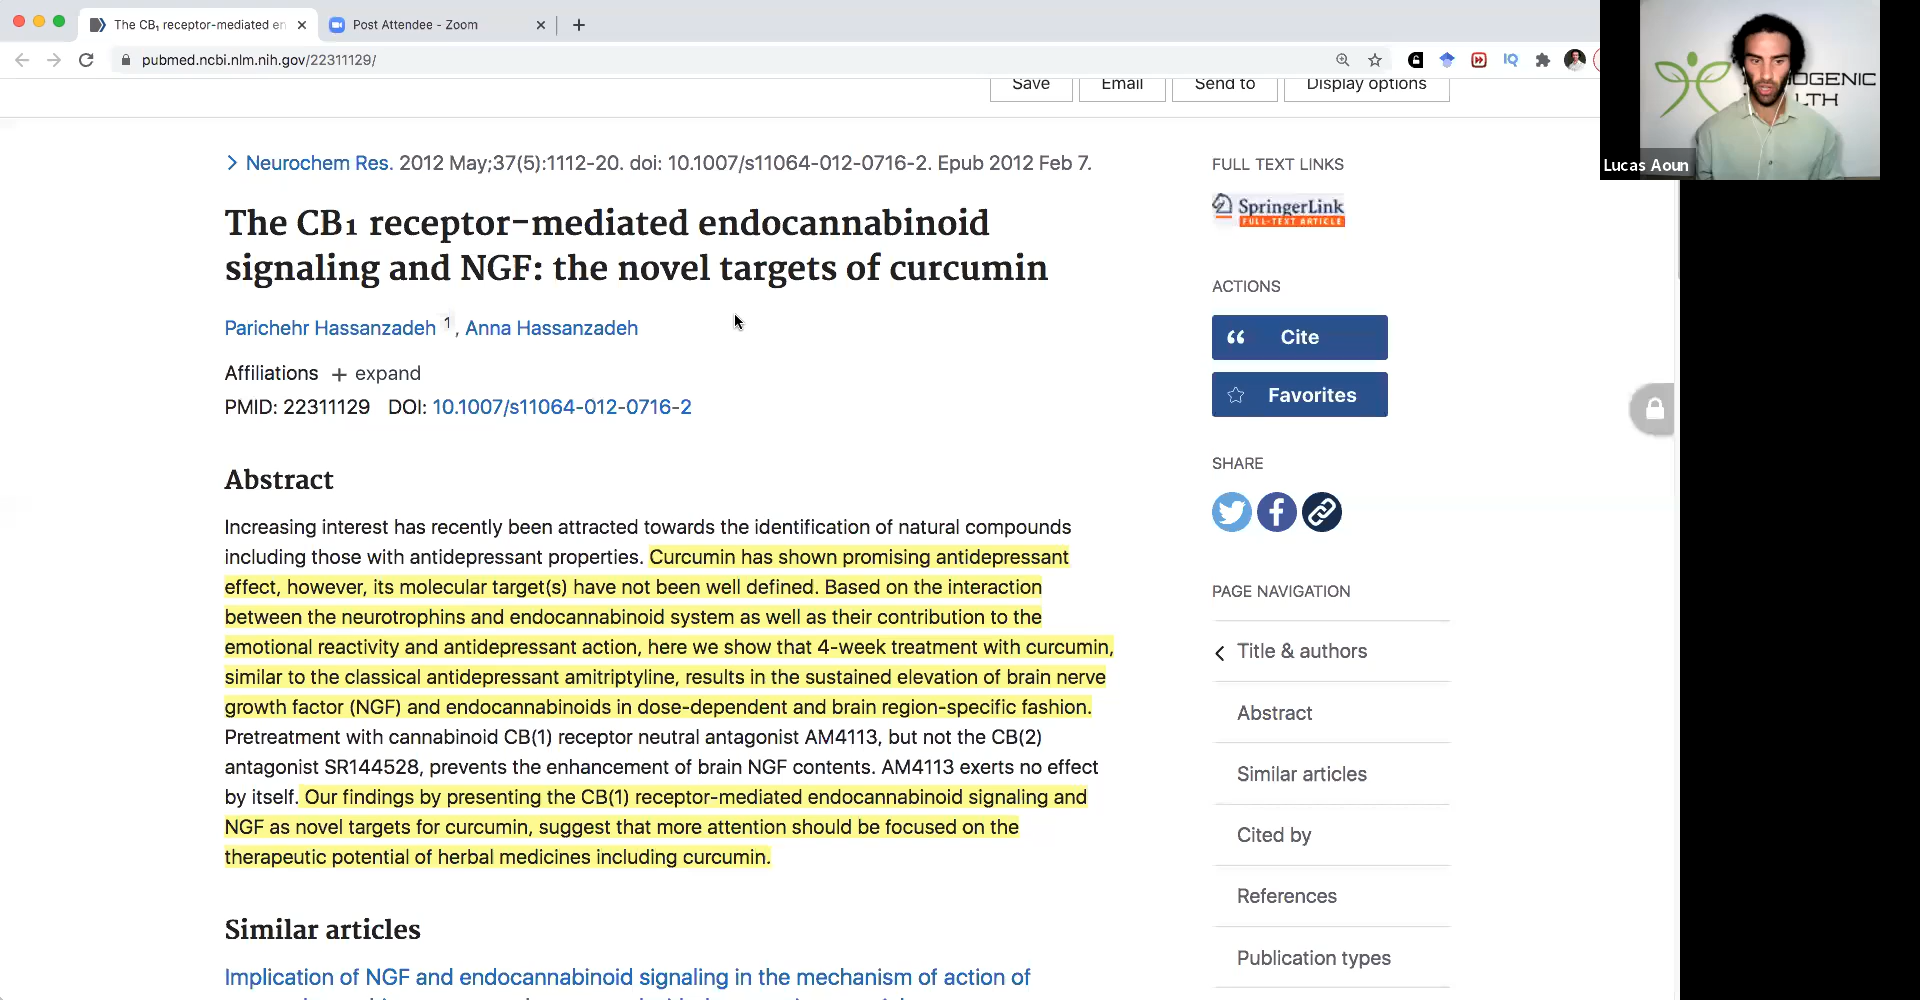 The CB₁ receptor-mediated en
Post Attendee - Zoom
pubmed.ncbi.nlm.nih.gov/22311129/
IQ
Save
Email
Send to
Display options
OGENIC
LTH
Lucas Aoun
Neurochem Res. 2012 May;37(5):1112-20. doi: 10.1007/s11064-012-0716-2. Epub 2012 Feb 7.
The CB₁ receptor-mediated endocannabinoid
signaling and NGF: the novel targets of curcumin
Parichehr Hassanzadeh 1, Anna Hassanzadeh
Affiliations + expand
PMID: 22311129 DOI: 10.1007/s11064-012-0716-2
Abstract
Increasing interest has recently been attracted towards the identification of natural compounds
including those with antidepressant properties. Curcumin has shown promising antidepressant
effect, however, its molecular target(s) have not been well defined. Based on the interaction
between the neurotrophins and endocannabinoid system as well as their contribution to the
emotional reactivity and antidepressant action, here we show that 4-week treatment with curcumin,
similar to the classical antidepressant amitriptyline, results in the sustained elevation of brain nerve
growth factor (NGF) and endocannabinoids in dose-dependent and brain region-specific fashion.
Pretreatment with cannabinoid CB(1) receptor neutral antagonist AM4113, but not the CB(2)
antagonist SR144528, prevents the enhancement of brain NGF contents. AM4113 exerts no effect
by itself. Our findings by presenting the CB(1) receptor-mediated endocannabinoid signaling and
NGF as novel targets for curcumin, suggest that more attention should be focused on the
therapeutic potential of herbal medicines including curcumin.
Similar articles
Implication of NGF and endocannabinoid signaling in the mechanism of action of
FULL TEXT LINKS
SpringerLink
FULL-TEXT ARTICLE
ACTIONS
Cite
Favorites
SHARE
PAGE NAVIGATION
Title & authors
Abstract
Similar articles
Cited by
References
Publication types